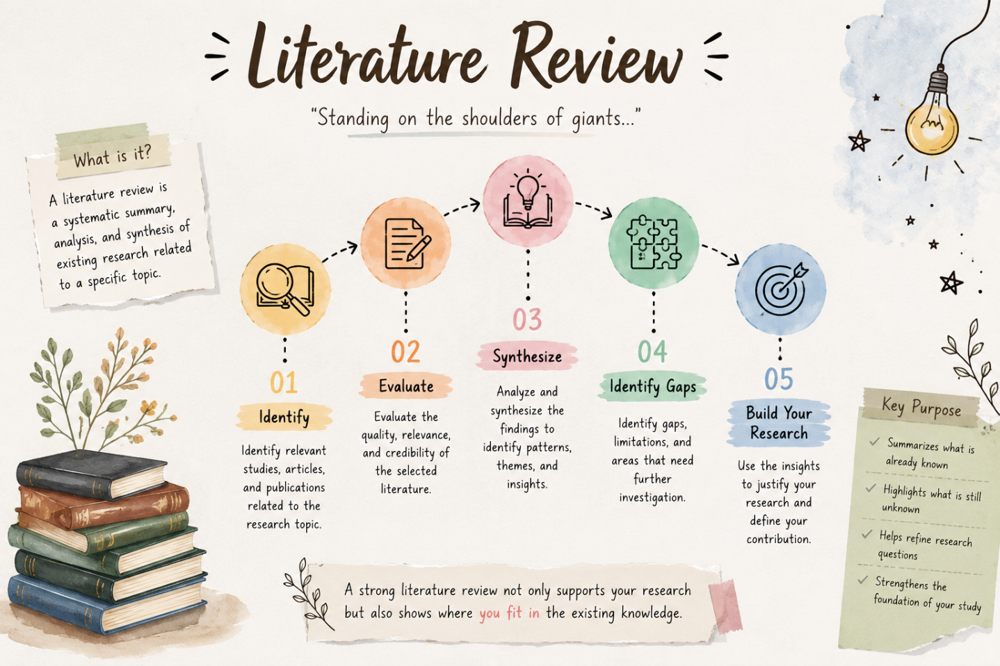 Literature Review
“Standing on the shoulders of giants...”
What is it?
A literature review is
a systematic summary,
analysis, and synthesis of
existing research related
to a specific topic.
01
Identify
Identify relevant
studies, articles,
and publications
related to the
research topic.
02
Evaluate
Evaluate the
quality, relevance,
and credibility of
the selected
literature.
03
Synthesize
Analyze and
synthesize the
findings to
identify patterns,
themes, and
insights.
04
Identify Gaps
Identify gaps,
limitations, and
areas that need
further
investigation.
05
Build Your
Research
Use the insights
to justify your
research and
define your
contribution.
Key Purpose
Summarizes what is
already known
Highlights what is still
unknown
Helps refine research
questions
Strengthens the
foundation of your study
A strong literature review not only supports your research
but also shows where you fit in the existing knowledge.